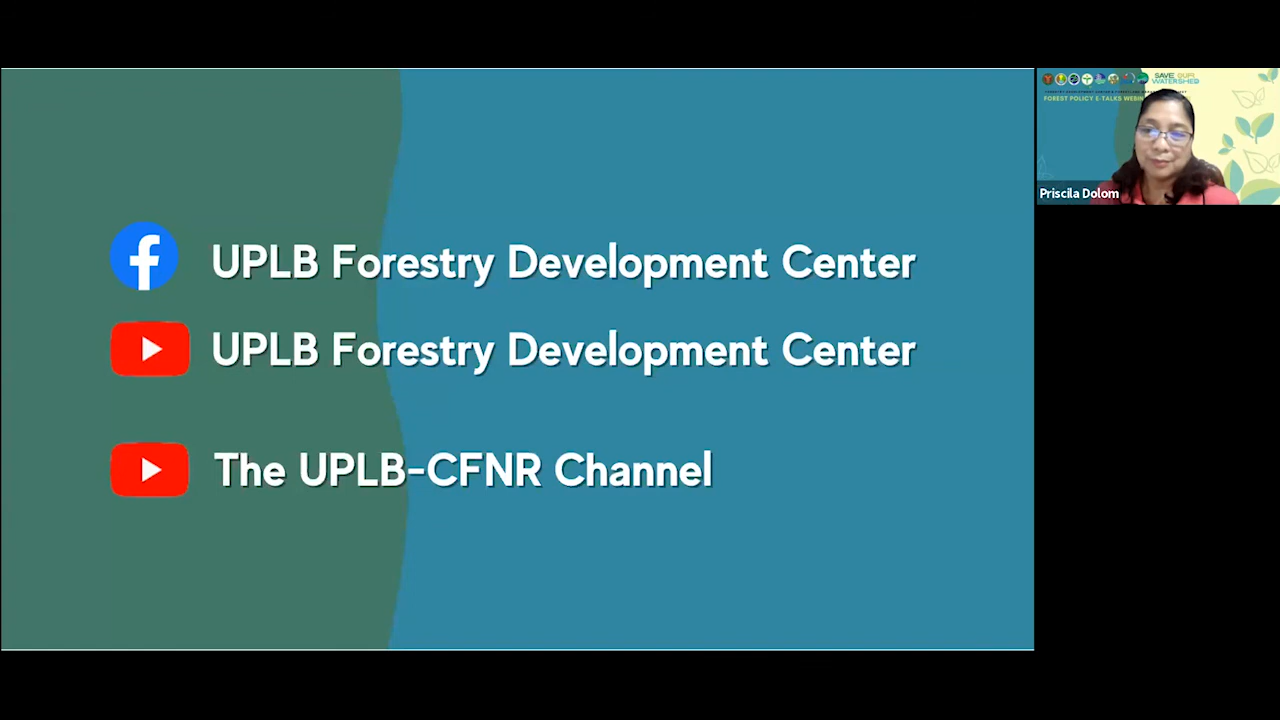 UPLB Forestry Development Center
UPLB Forestry Development Center
The UPLB-CFNR Channel
SAVE OUR
WATERSHED
FOREST POLICY E-TALKS
Priscila Dolom